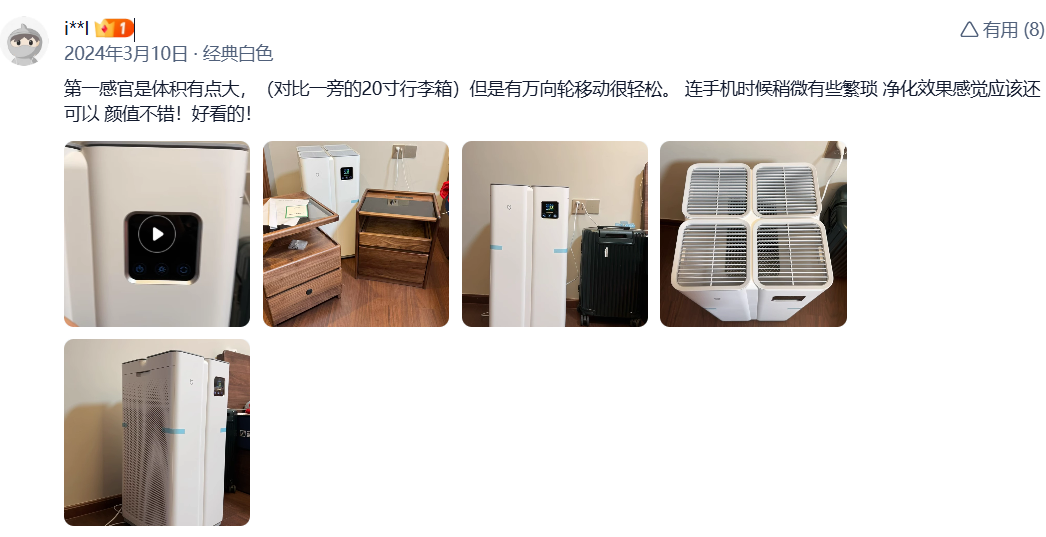 i**l 1
有用 (8)
2024年3月10日 · 经典白色
第一感官是体积有点大，（对比一旁的20寸行李箱）但是有万向轮移动很轻松。 连手机时候稍微有些繁琐 净化效果感觉应该还
可以 颜值不错！好看的！